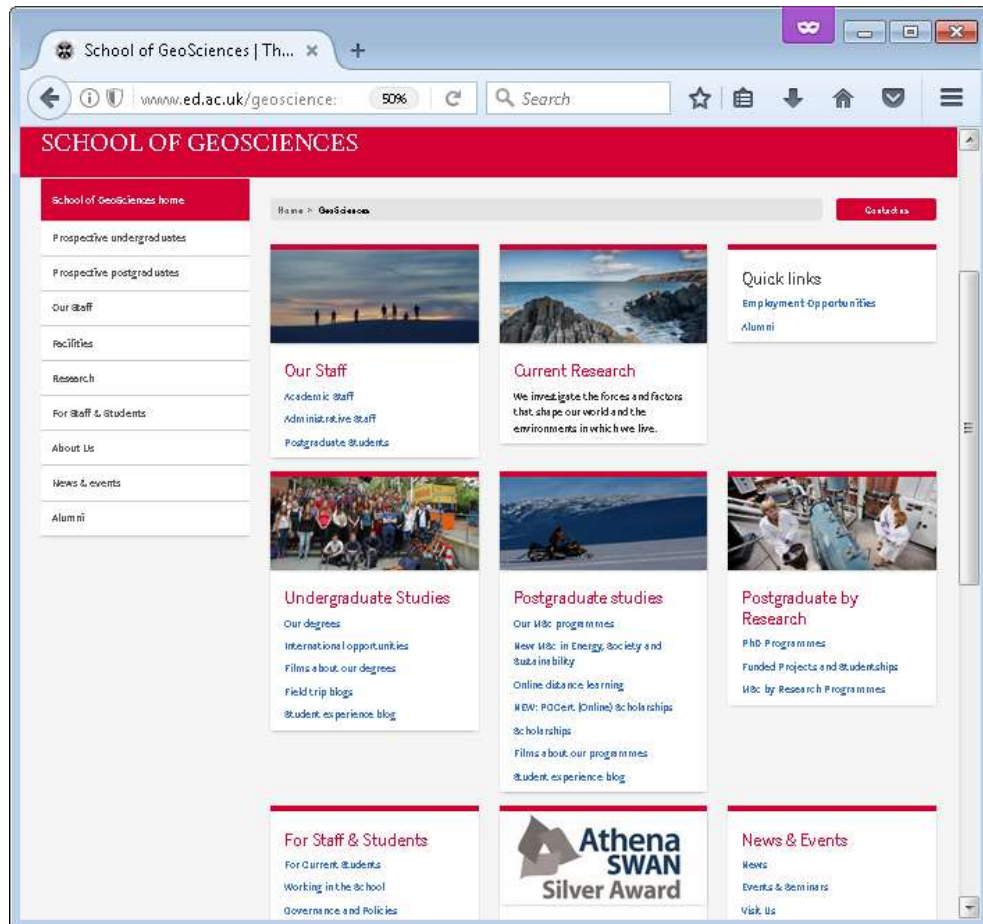 School of GeoSciences | Th...
www.ed.ac.uk/geoscience:
50%
Search
SCHOOL OF GEOSCIENCES
School of GeoSciences home
Prospective undergraduates
Prospective postgraduates
Our Staff
Facilities
Research
For Staff & Students
About Us
News & events
Alumni
Home > GeoSciences
Contact us
Our Staff
Academic Staff
Administrative Staff
Postgraduate Students
Current Research
We investigate the forces and factors
that shape our world and the
environments in which we live.
Quick links
Employment Opportunities
Alumni
Undergraduate Studies
Our degrees
International opportunities
Films about our degrees
Field trip blogs
Student experience blog
Postgraduate studies
Our MSc programmes
New MSc in Energy, Society and
Sustainability
Online distance learning
NEW: PGCert (Online) Scholarships
Scholarships
Films about our programmes
Student experience blog
Postgraduate by
Research
PhD Programmes
Funded Projects and Studentships
MSc by Research Programmes
For Staff & Students
For Current Students
Working in the School
Governance and Policies
Athena
SWAN
Silver Award
News & Events
News
Events & Seminars
Visit Us